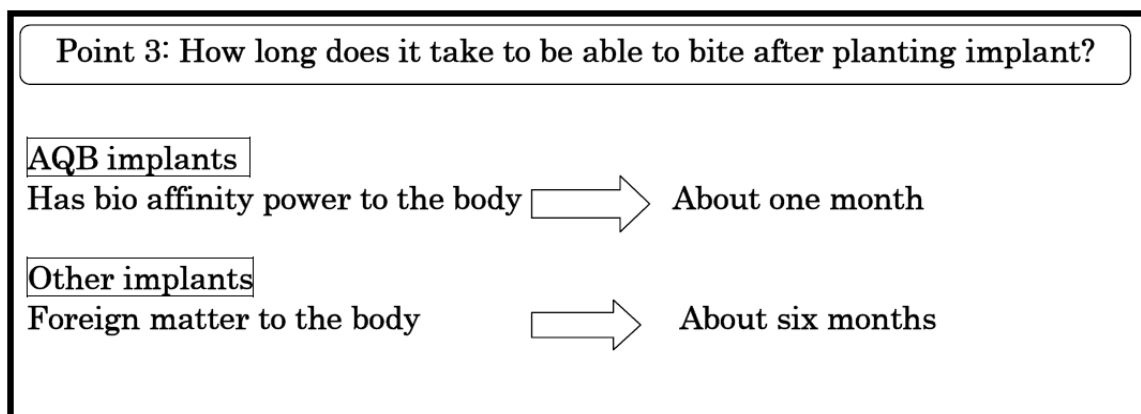 Point 3: How long does it take to be able to bite after planting implant?
AQB implants
Has bio affinity power to the body About one month
Other implants
Foreign matter to the body About six months